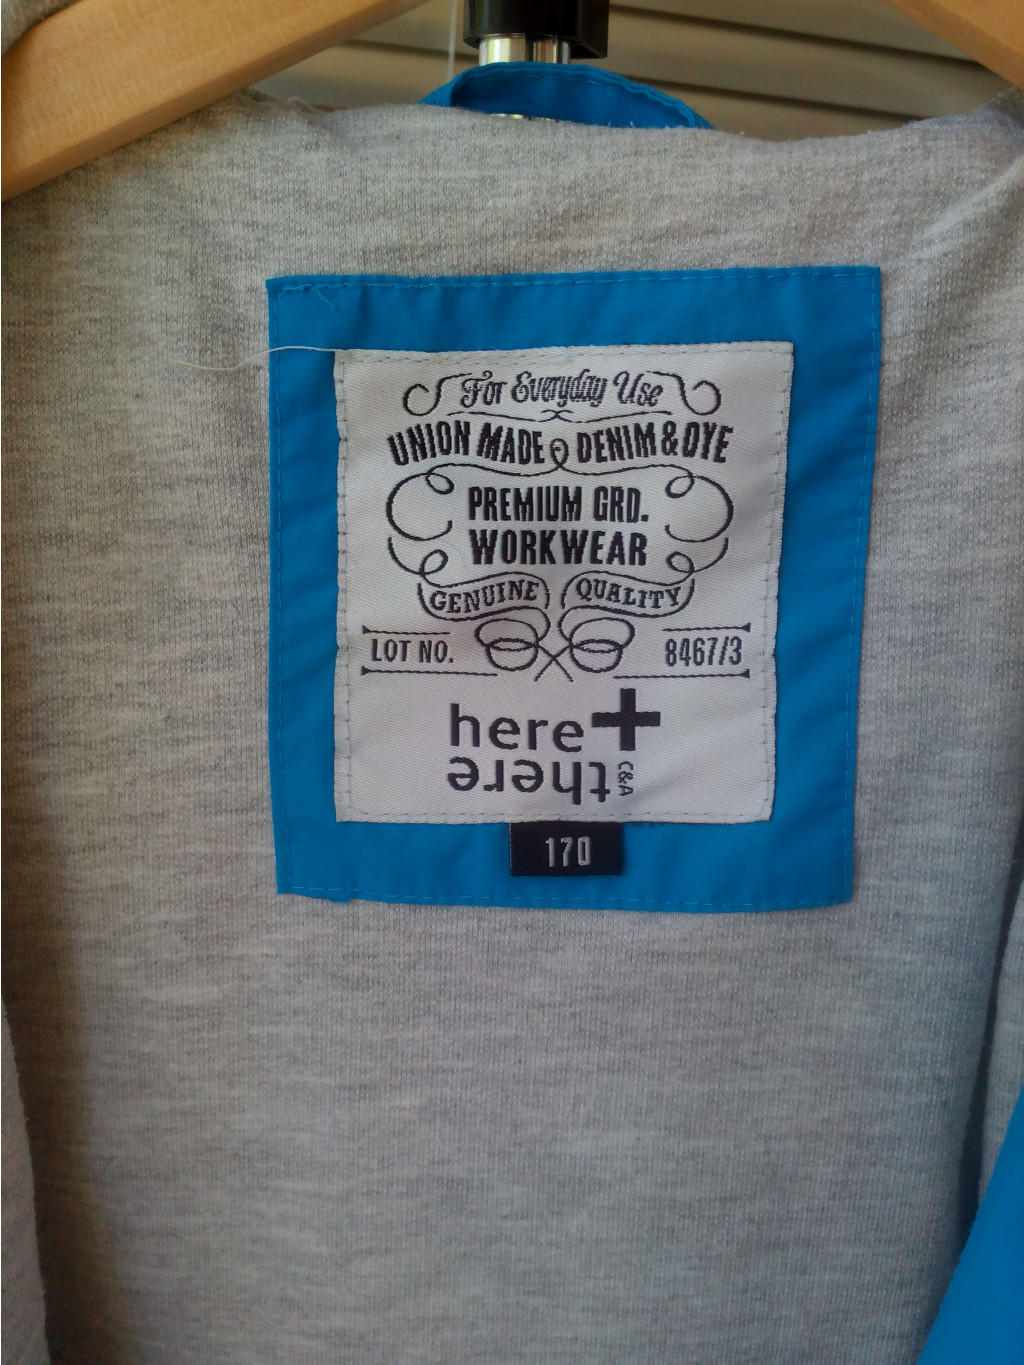 For Everyday Use
UNION MADE DENIM & DYE
PREMIUM GRD.
WORKWEAR
GENUINE QUALITY
LOT NO. 8467/3
here+
there C&A
170